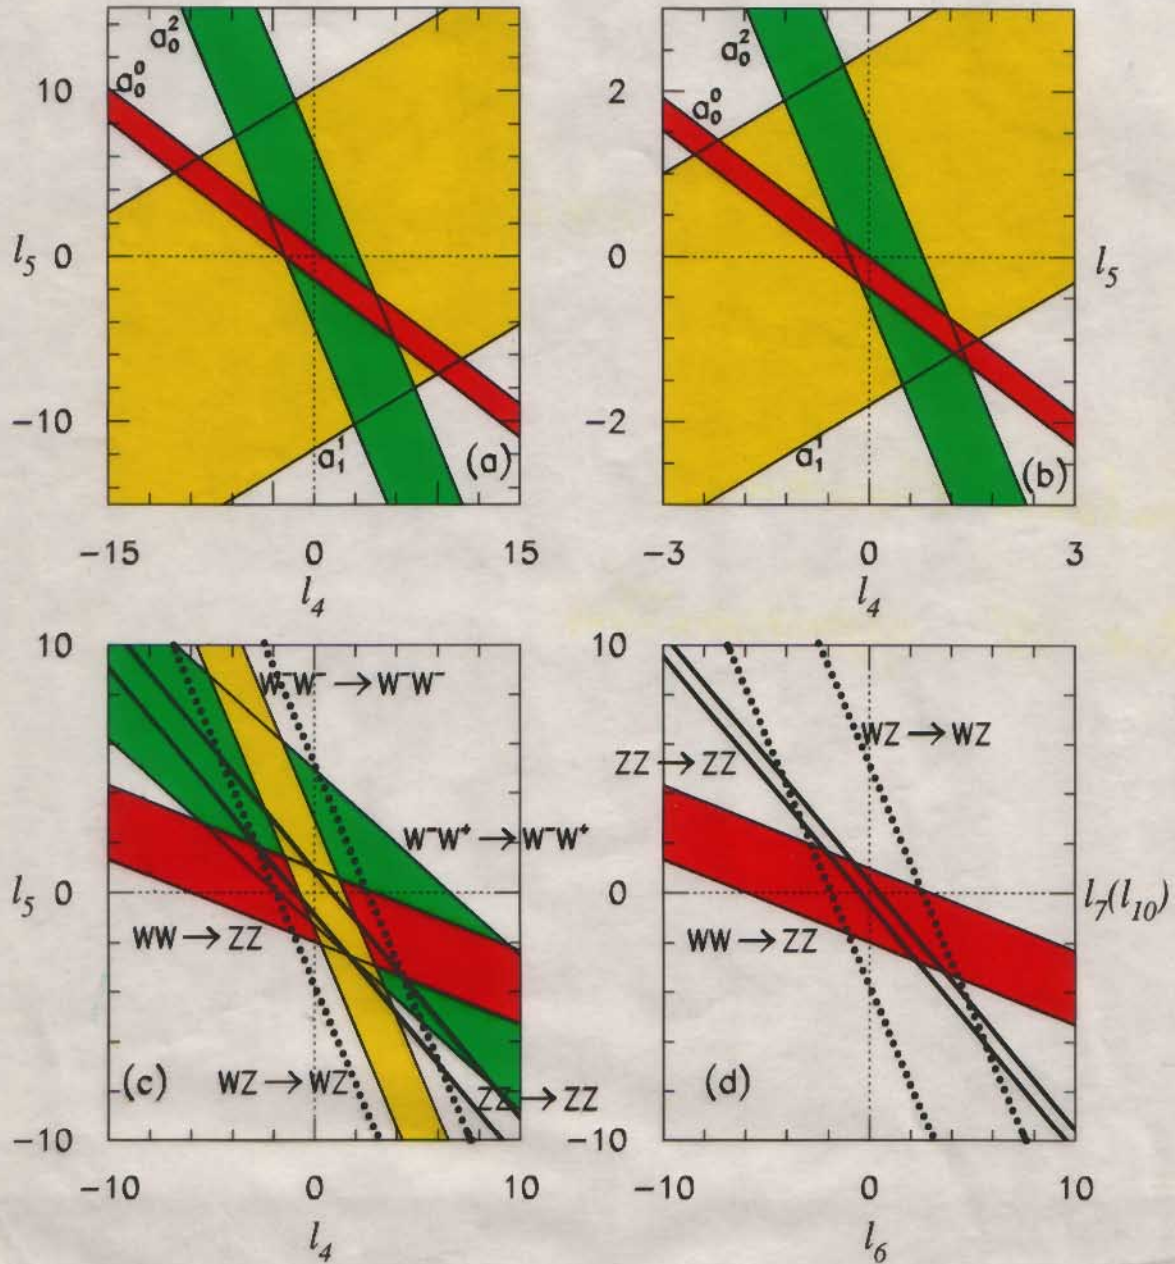 a₀² a₀²
a₀⁰ a₀⁰
10 2
l₅ 0 0 l₅
-10 -2
a₁¹ (a) a₁¹ (b)
-15 0 15 -3 0 3
l₄ l₄
10 10
W⁻W⁻ → W⁻W⁻
WZ → WZ
ZZ → ZZ
W⁻W⁺ → W⁻W⁺
l₅ 0 0 l₇(l₁₀)
WW → ZZ WW → ZZ
(c) WZ → WZ ZZ → ZZ (d)
-10 -10
-10 0 10 -10 0 10
l₄ l₆